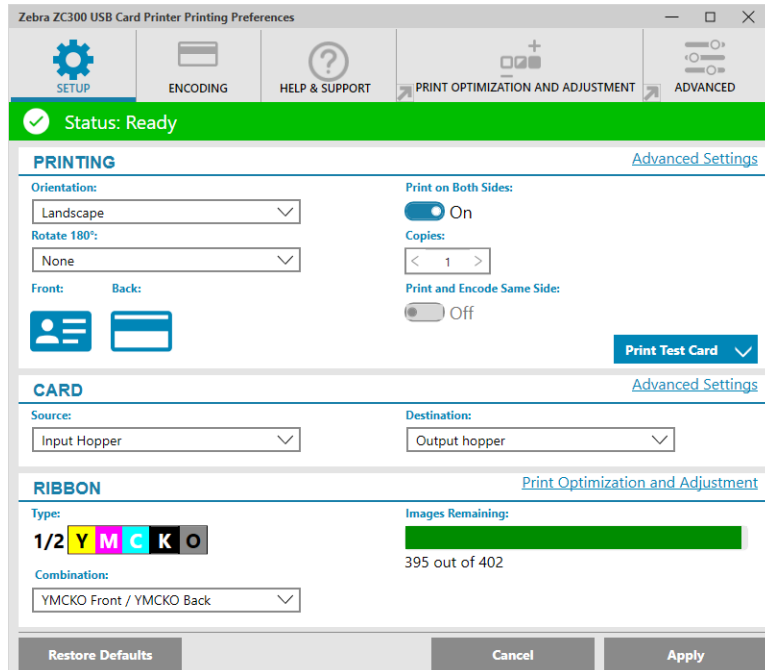 Zebra ZC300 USB Card Printer Printing Preferences
SETUP
ENCODING
HELP & SUPPORT
PRINT OPTIMIZATION AND ADJUSTMENT
ADVANCED
Status: Ready
PRINTING
Advanced Settings
Orientation:
Landscape
Rotate 180°:
None
Front: Back:
Print on Both Sides:
On
Copies:
< 1 >
Print and Encode Same Side:
Off
Print Test Card
CARD
Advanced Settings
Source:
Input Hopper
Destination:
Output hopper
RIBBON
Print Optimization and Adjustment
Type:
1/2 Y M C K O
Combination:
YMCKO Front / YMCKO Back
Images Remaining:
395 out of 402
Restore Defaults
Cancel
Apply